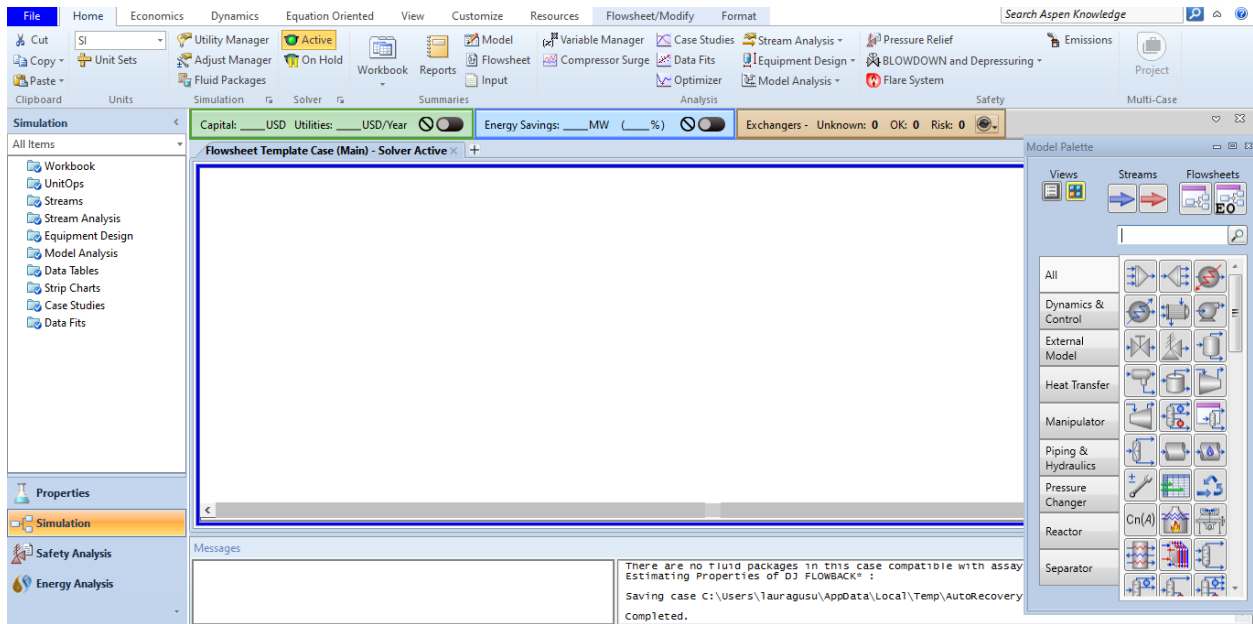 File Home Economics Dynamics Equation Oriented View Customize Resources Flowsheet/Modify Format Search Aspen Knowledge
Cut SI Utility Manager Active Model Variable Manager Case Studies Stream Analysis Pressure Relief Emissions
Copy Unit Sets Adjust Manager On Hold Workbook Reports Flowsheet Compressor Surge Data Fits Equipment Design BLOWDOWN and Depressuring Project
Paste Fluid Packages Input Optimizer Model Analysis Flare System
Clipboard Units Simulation Solver Summaries Analysis Safety Multi-Case
Simulation Capital: ____USD Utilities: ____USD/Year Energy Savings: ____MW (____%) Exchangers - Unknown: 0 OK: 0 Risk: 0
All Items Flowsheet Template Case (Main) - Solver Active Model Palette
Workbook
UnitOps
Streams
Stream Analysis
Equipment Design
Model Analysis
Data Tables
Strip Charts
Case Studies
Data Fits
Properties
Simulation
Safety Analysis
Energy Analysis
Views Streams Flowsheets
EO
All
Dynamics &
Control
External
Model
Heat Transfer
Manipulator
Piping &
Hydraulics
Pressure
Changer
Reactor
Cn(A)
Separator
Messages
There are no fluid packages in this case compatible with assay
Estimating Properties of DJ FLOWBACK* :
Saving case C:\Users\lauragusu\AppData\Local\Temp\AutoRecovery
Completed.